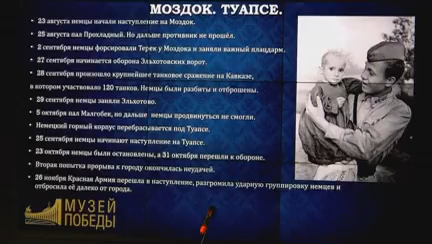 МОЗДОК. ТУАПСЕ.
23 августа немцы начали наступление на Моздок.
25 августа пал Прохладный. Но дальше противник не прошёл.
2 сентября немцы форсировали Терек у Моздока и заняли важный плацдарм.
27 сентября начинается оборона Эльхотовских ворот.
28 сентября произошло крупнейшее танковое сражение на Кавказе,
в котором участвовало 120 танков. Немцы были разбиты и отброшены.
29 сентября немцы заняли Эльхотово.
5 октября пал Малгобек, но дальше немцы продвинуться не смогли.
Немецкий горный корпус перебрасывается под Туапсе.
25 сентября немцы начинают наступление на Туапсе.
23 октября немцы были остановлены, а 31 октября перешли к обороне.
Вторая попытка прорыва к городу окончилась неудачей.
26 ноября Красная Армия перешла в наступление, разгромила ударную группировку немцев и
отбросила её далеко от города.
МУЗЕЙ
ПОБЕДЫ